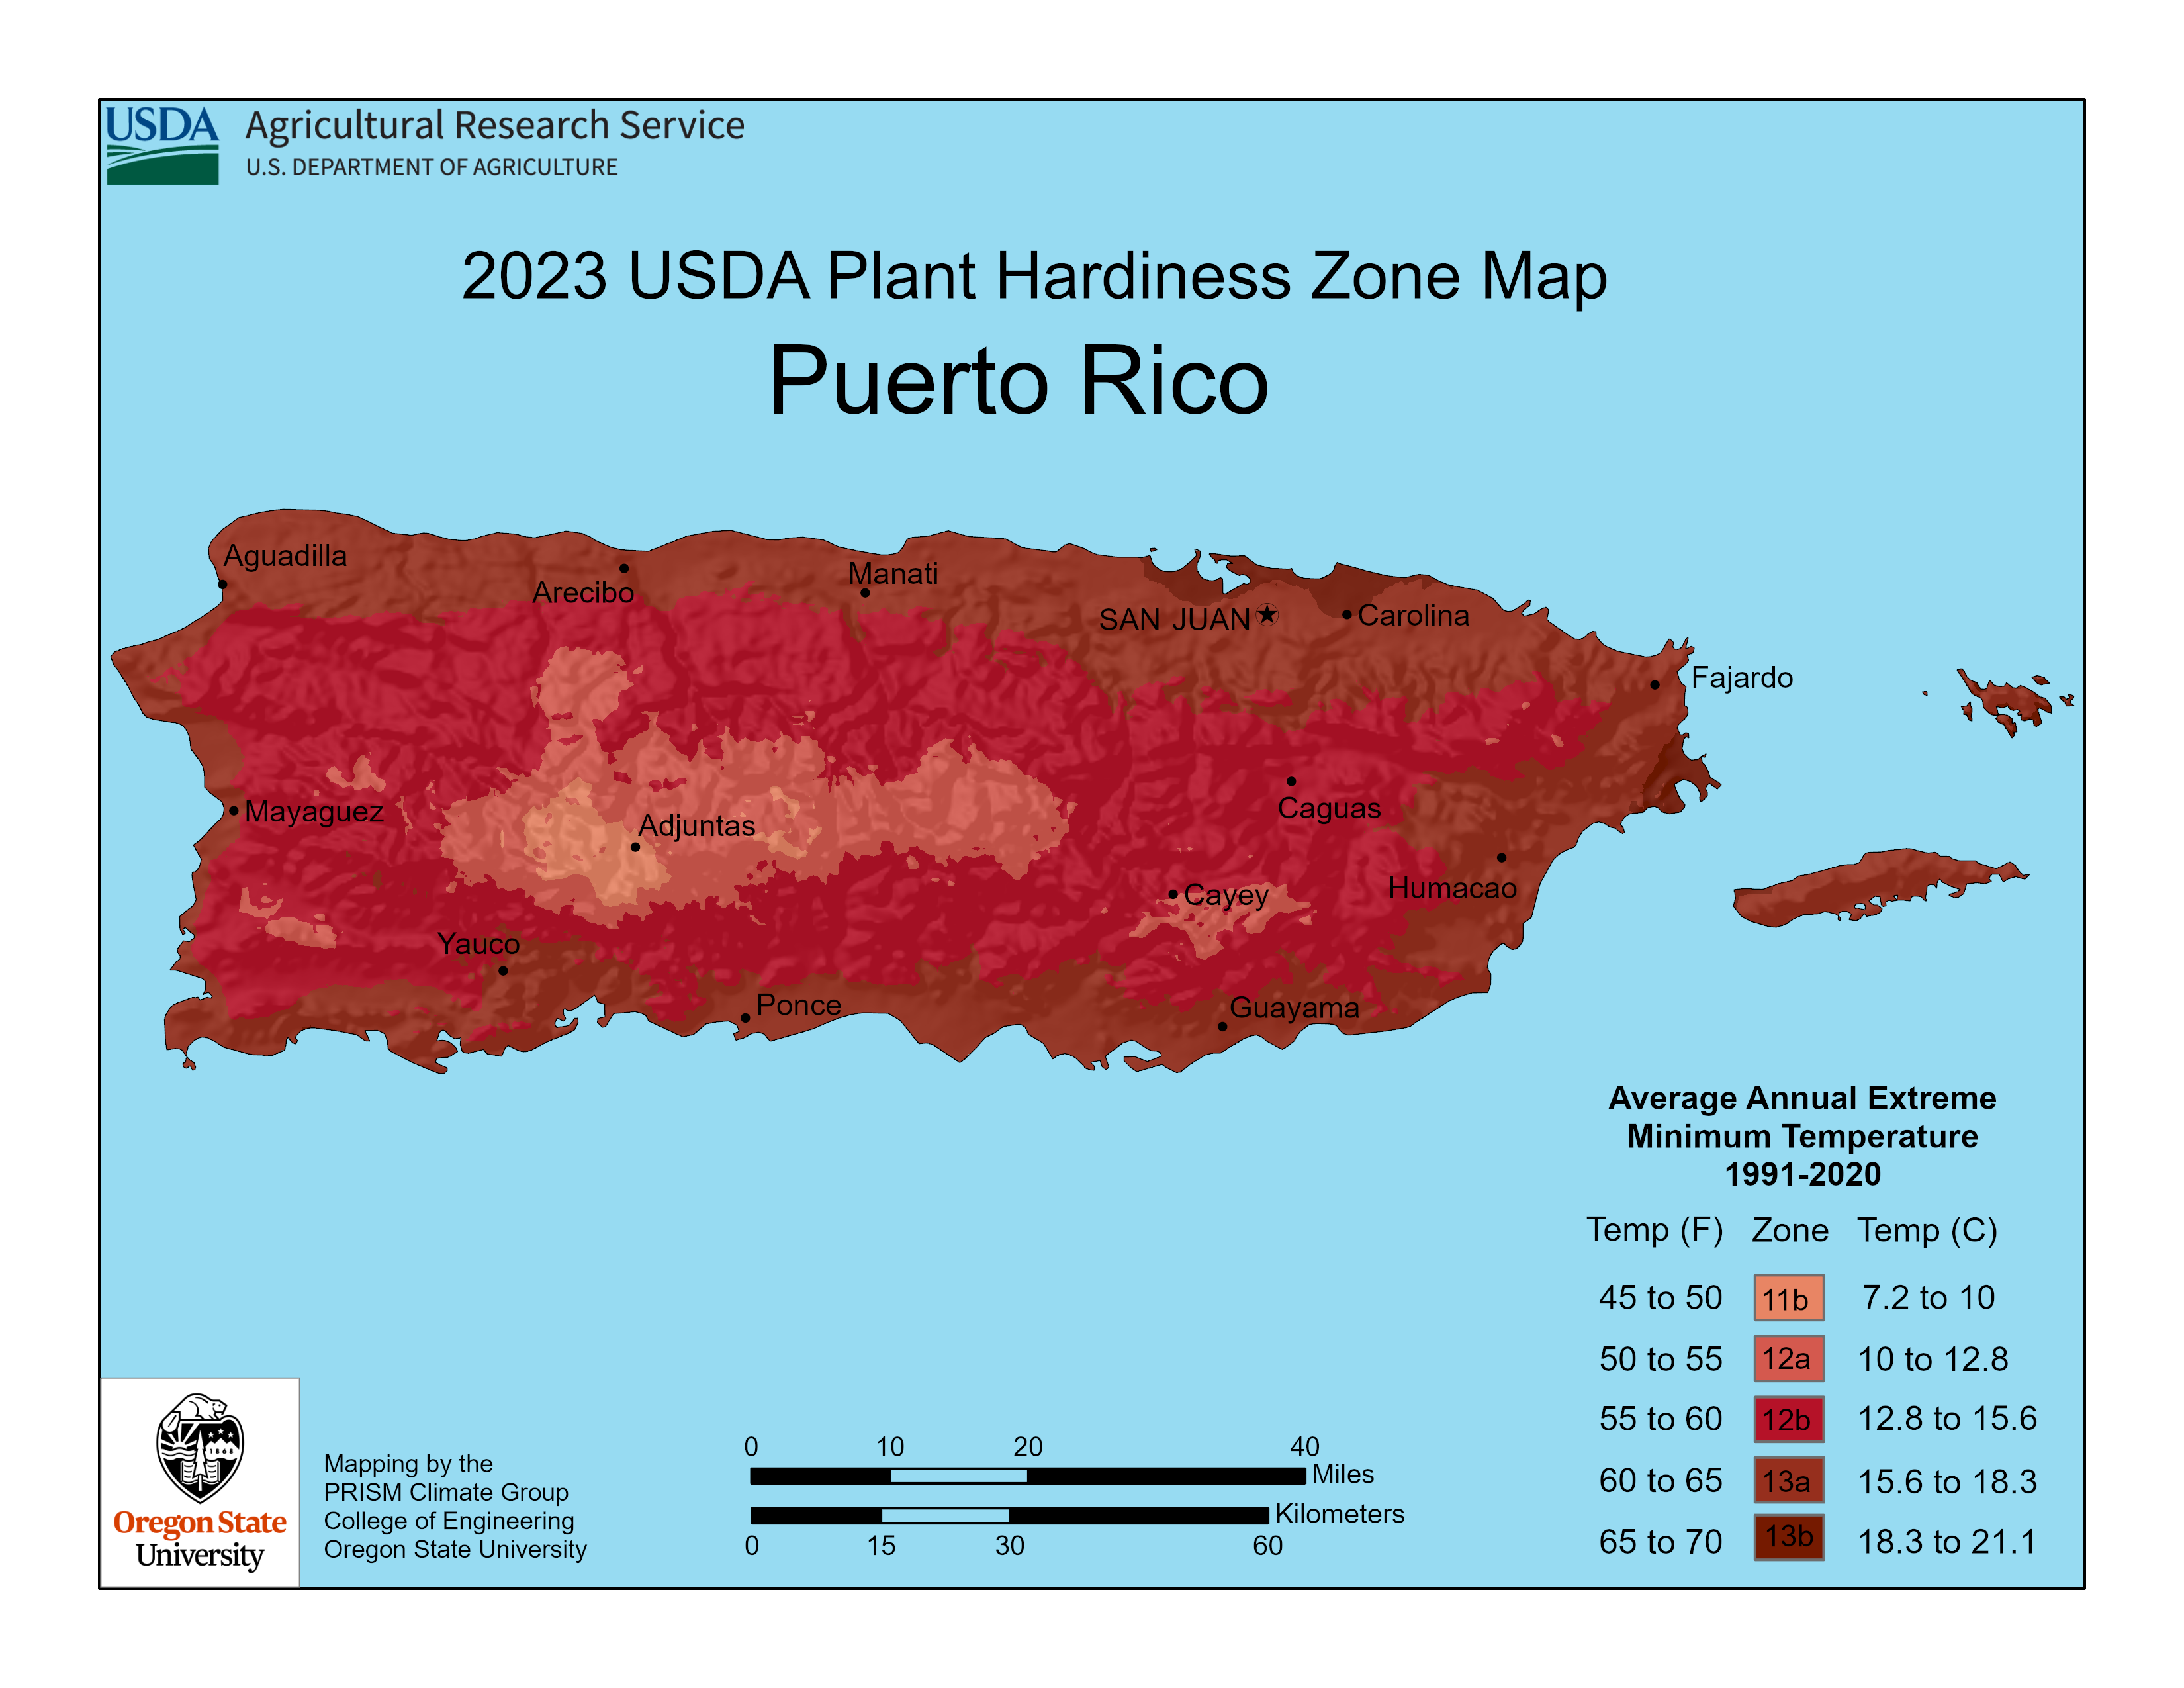 USDA
Agricultural Research Service
U.S. DEPARTMENT OF AGRICULTURE
2023 USDA Plant Hardiness Zone Map
Puerto Rico
Aguadilla
Arecibo
Manati
SAN JUAN
Carolina
Fajardo
Mayaguez
Adjuntas
Caguas
Cayey
Humacao
Yauco
Ponce
Guayama
Average Annual Extreme
Minimum Temperature
1991-2020
Temp (F) Zone Temp (C)
45 to 50 11b 7.2 to 10
50 to 55 12a 10 to 12.8
55 to 60 12b 12.8 to 15.6
60 to 65 13a 15.6 to 18.3
65 to 70 13b 18.3 to 21.1
1868
Oregon State
University
Mapping by the
PRISM Climate Group
College of Engineering
Oregon State University
0 10 20 40
Miles
Kilometers
0 15 30 60